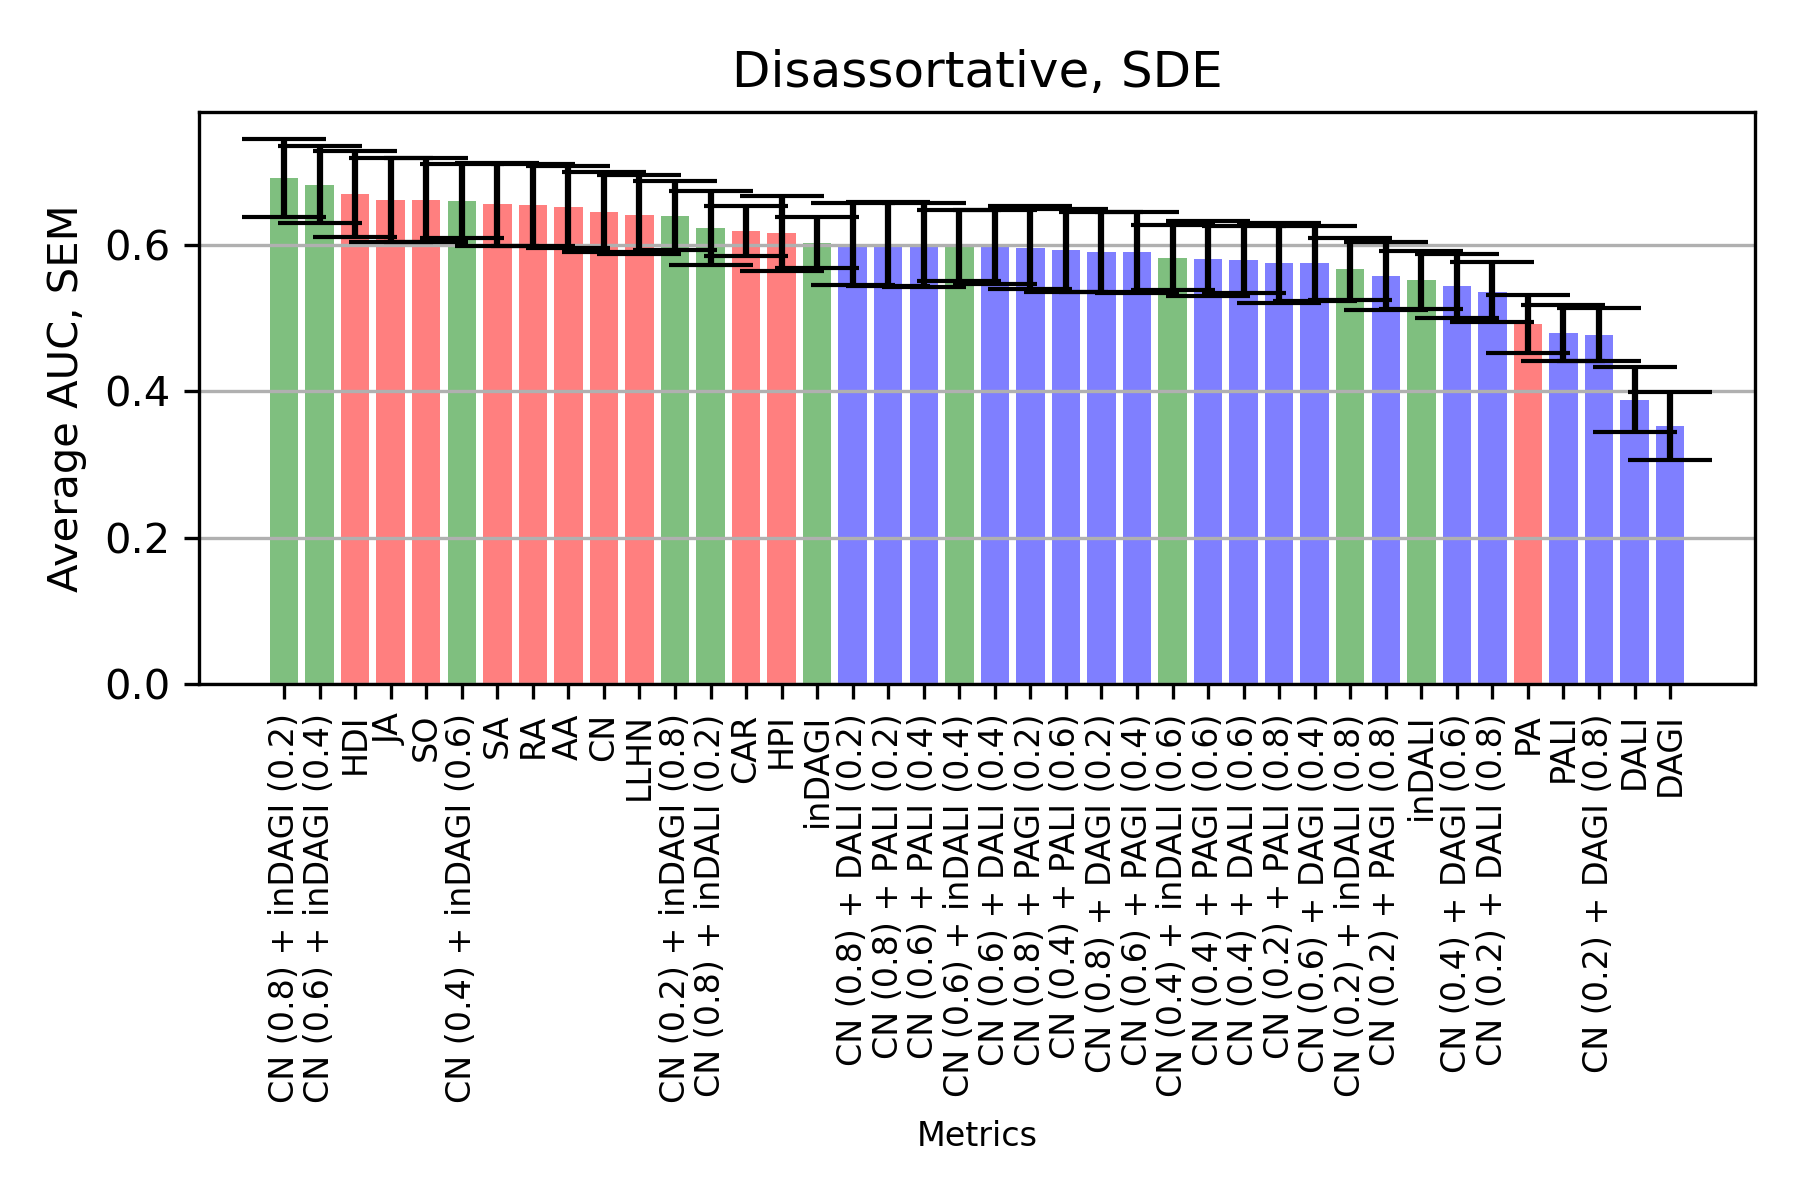 Disassortative, SDE
Average AUC, SEM
0.6
0.4
0.2
0.0
CN (0.8) + inDAGI (0.2)
CN (0.6) + inDAGI (0.4)
HDI
JA
SO
CN (0.4) + inDAGI (0.6)
SA
RA
AA
CN
LLHN
CN (0.2) + inDAGI (0.8)
CN (0.8) + inDALI (0.2)
CAR
HPI
inDAGI
CN (0.8) + DALI (0.2)
CN (0.8) + PALI (0.2)
CN (0.6) + PALI (0.4)
CN (0.6) + inDALI (0.4)
CN (0.6) + DALI (0.4)
CN (0.8) + PAGI (0.2)
CN (0.4) + PALI (0.6)
CN (0.8) + DAGI (0.2)
CN (0.6) + PAGI (0.4)
CN (0.4) + inDALI (0.6)
CN (0.4) + PAGI (0.6)
CN (0.4) + DALI (0.6)
CN (0.2) + PALI (0.8)
CN (0.6) + DAGI (0.4)
CN (0.2) + inDALI (0.8)
CN (0.2) + PAGI (0.8)
inDALI
CN (0.4) + DAGI (0.6)
CN (0.2) + DALI (0.8)
PA
PALI
CN (0.2) + DAGI (0.8)
DALI
DAGI
Metrics